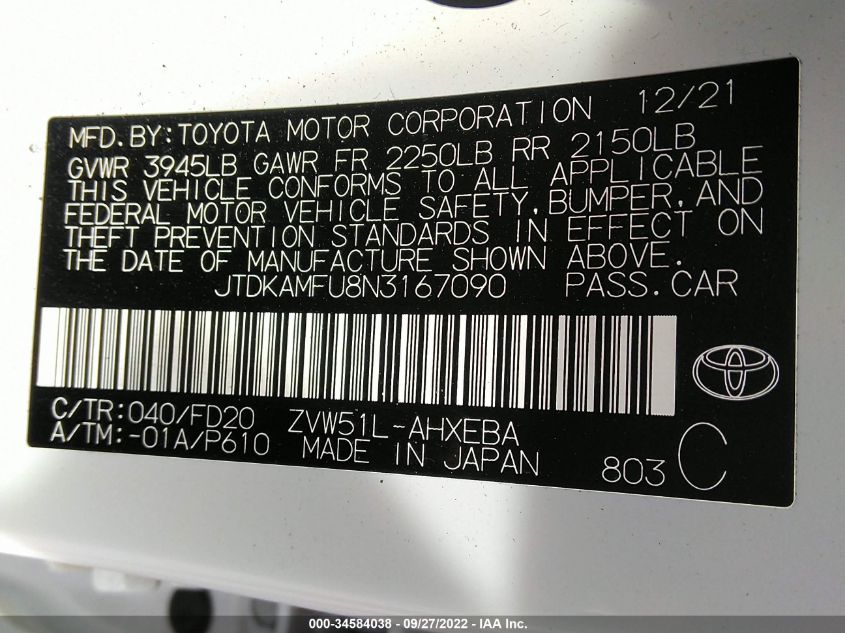 MFD. BY: TOYOTA MOTOR CORPORATION 12/21
GVWR 3945LB GAWR FR 2250LB RR 2150LB
THIS VEHICLE CONFORMS TO ALL APPLICABLE
FEDERAL MOTOR VEHICLE SAFETY, BUMPER, AND
THEFT PREVENTION STANDARDS IN EFFECT ON
THE DATE OF MANUFACTURE SHOWN ABOVE.
JTDKAMFU8N3167090 PASS. CAR
C/TR: 040/FD20 ZVW51L-AHXEBA
A/TM: -01A/P610 MADE IN JAPAN 803 C
000-34584038 - 09/27/2022 - IAA Inc.